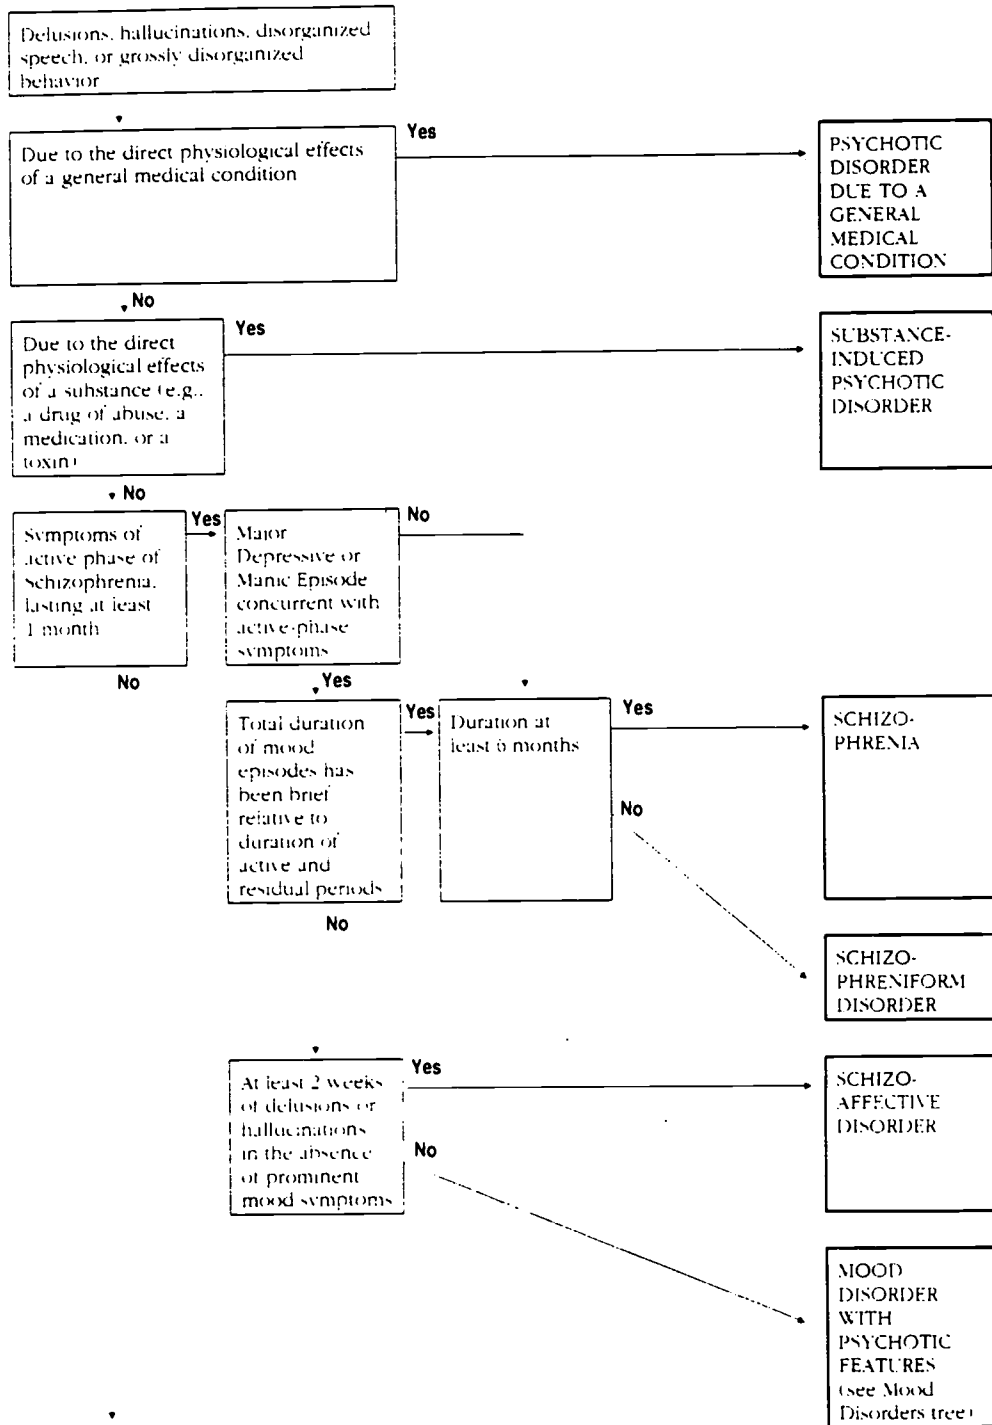 Delusions, hallucinations, disorganized
speech, or grossly disorganized
behavior
Due to the direct physiological effects
of a general medical condition
Yes
PSYCHOTIC
DISORDER
DUE TO A
GENERAL
MEDICAL
CONDITION
No
Due to the direct
physiological effects
of a substance (e.g.,
a drug of abuse, a
medication, or a
toxin)
Yes
SUBSTANCE-
INDUCED
PSYCHOTIC
DISORDER
No
Symptoms of
active phase of
Schizophrenia,
lasting at least
1 month
Yes
Major
Depressive or
Manic Episode
concurrent with
active-phase
symptoms
No
No
Yes
Total duration
of mood
episodes has
been brief
relative to
duration of
active and
residual periods
Yes
Duration at
least 6 months
Yes
SCHIZO-
PHRENIA
No
No
SCHIZO-
PHRENIFORM
DISORDER
At least 2 weeks
of delusions or
hallucinations
in the absence
of prominent
mood symptoms
Yes
SCHIZO-
AFFECTIVE
DISORDER
No
MOOD
DISORDER
WITH
PSYCHOTIC
FEATURES
(see Mood
Disorders tree)